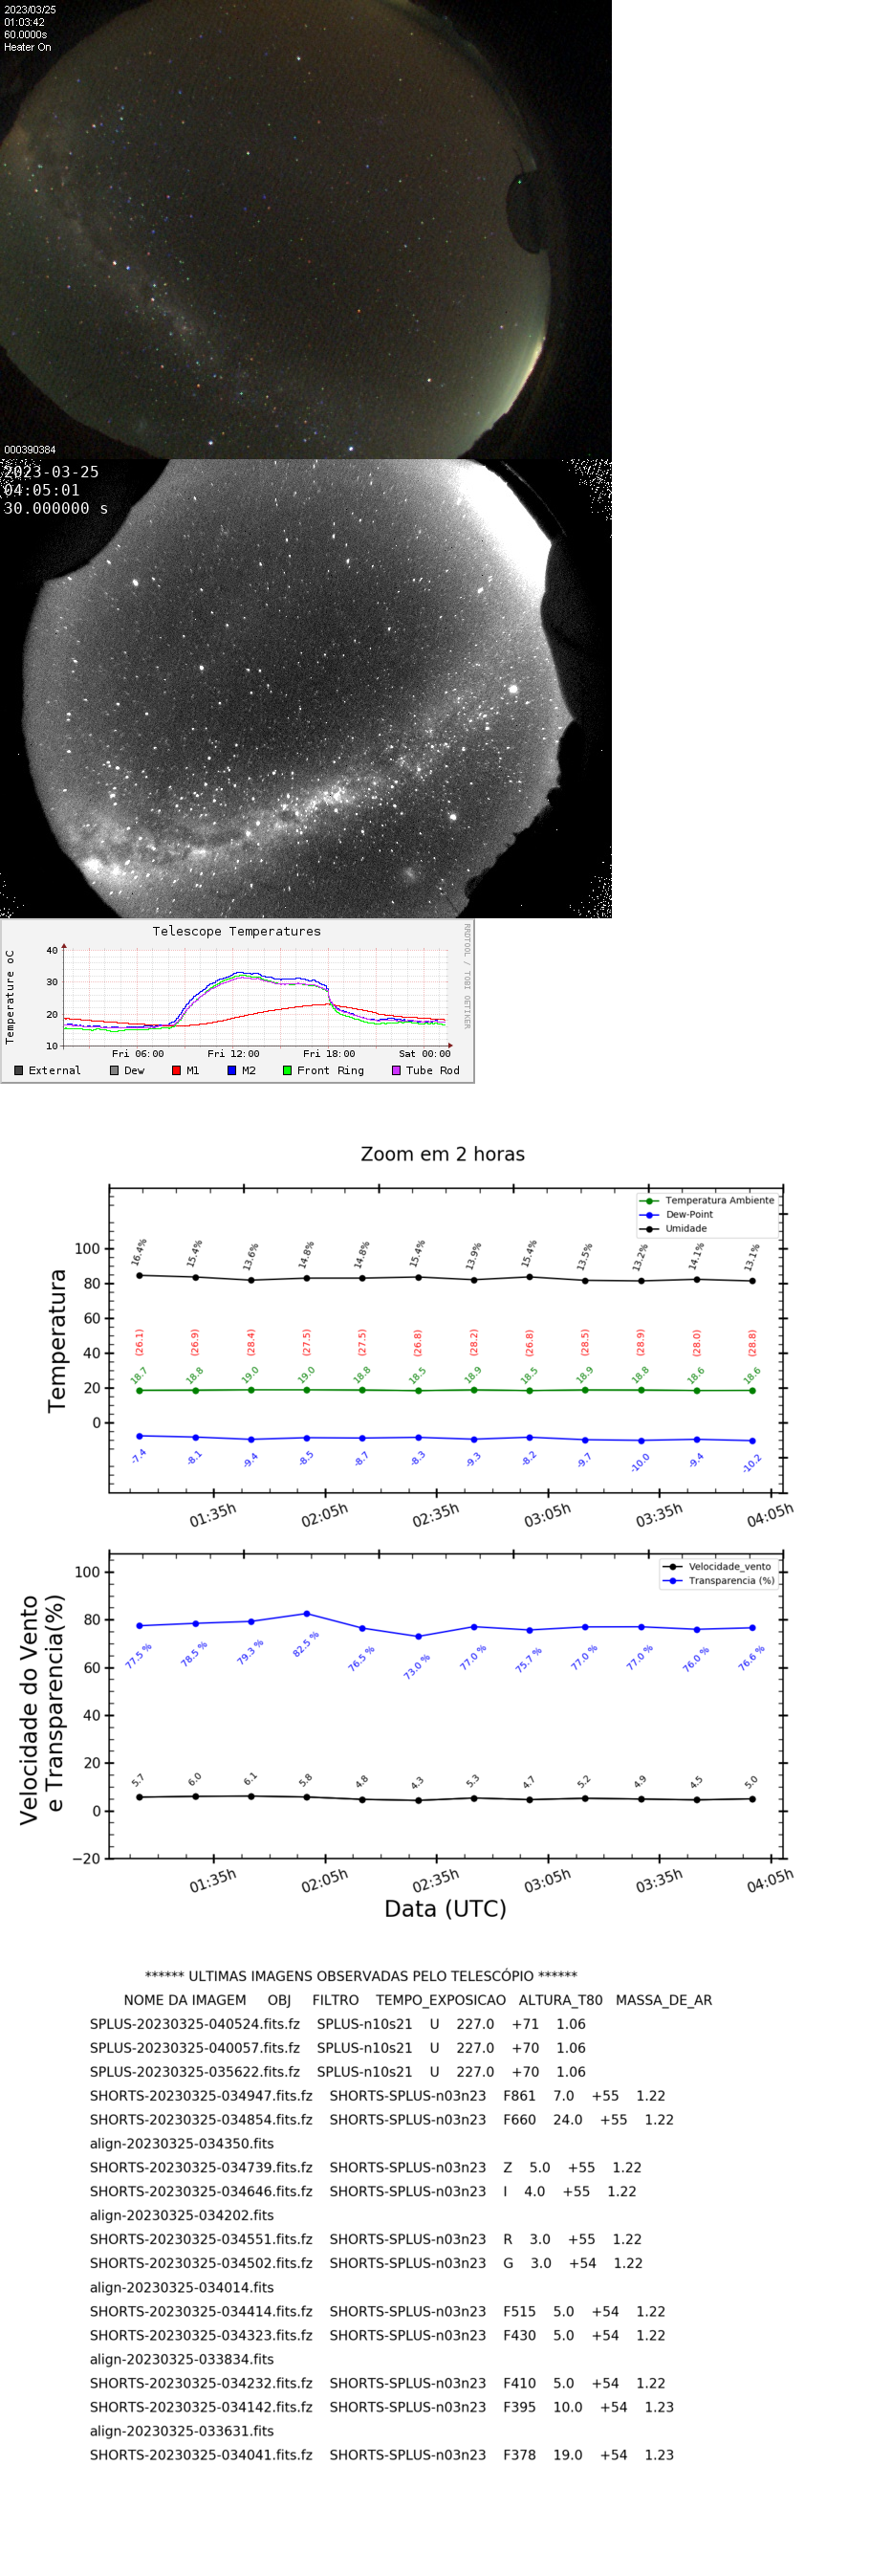 2023/03/25
01:03:42
60.0000s
Heater On
000390384
2023-03-25
04:05:01
30.000000 s
Telescope Temperatures
RRDTOOL / TOBI OETIKER
Temperature oC
40
30
20
10
Fri 06:00 Fri 12:00 Fri 18:00 Sat 00:00
External Dew M1 M2 Front Ring Tube Rod
Zoom em 2 horas
Temperatura Ambiente
Dew-Point
Umidade
Temperatura
100
80
60
40
20
0
16.4% 15.4% 13.6% 14.8% 14.8% 15.4% 13.9% 15.4% 13.5% 13.2% 14.1% 13.1%
(26.1) (26.9) (28.4) (27.5) (27.5) (26.8) (28.2) (26.8) (28.5) (28.9) (28.0) (28.8)
18.7 18.8 19.0 19.0 18.8 18.5 18.9 18.5 18.9 18.8 18.6 18.6
-7.4 -8.1 -9.4 -8.5 -8.7 -8.3 -9.3 -8.2 -9.7 -10.0 -9.4 -10.2
01:35h 02:05h 02:35h 03:05h 03:35h 04:05h
Velocidade_vento
Transparencia (%)
Velocidade do Vento
e Transparencia(%)
100
80
60
40
20
0
−20
77.5 % 78.5 % 79.3 % 82.5 % 76.5 % 73.0 % 77.0 % 75.7 % 77.0 % 77.0 % 76.0 % 76.6 %
5.7 6.0 6.1 5.8 4.8 4.3 5.3 4.7 5.2 4.9 4.5 5.0
01:35h 02:05h 02:35h 03:05h 03:35h 04:05h
Data (UTC)
****** ULTIMAS IMAGENS OBSERVADAS PELO TELESCÓPIO ******
NOME DA IMAGEM OBJ FILTRO TEMPO_EXPOSICAO ALTURA_T80 MASSA_DE_AR
SPLUS-20230325-040524.fits.fz SPLUS-n10s21 U 227.0 +71 1.06
SPLUS-20230325-040057.fits.fz SPLUS-n10s21 U 227.0 +70 1.06
SPLUS-20230325-035622.fits.fz SPLUS-n10s21 U 227.0 +70 1.06
SHORTS-20230325-034947.fits.fz SHORTS-SPLUS-n03n23 F861 7.0 +55 1.22
SHORTS-20230325-034854.fits.fz SHORTS-SPLUS-n03n23 F660 24.0 +55 1.22
align-20230325-034350.fits
SHORTS-20230325-034739.fits.fz SHORTS-SPLUS-n03n23 Z 5.0 +55 1.22
SHORTS-20230325-034646.fits.fz SHORTS-SPLUS-n03n23 I 4.0 +55 1.22
align-20230325-034202.fits
SHORTS-20230325-034551.fits.fz SHORTS-SPLUS-n03n23 R 3.0 +55 1.22
SHORTS-20230325-034502.fits.fz SHORTS-SPLUS-n03n23 G 3.0 +54 1.22
align-20230325-034014.fits
SHORTS-20230325-034414.fits.fz SHORTS-SPLUS-n03n23 F515 5.0 +54 1.22
SHORTS-20230325-034323.fits.fz SHORTS-SPLUS-n03n23 F430 5.0 +54 1.22
align-20230325-033834.fits
SHORTS-20230325-034232.fits.fz SHORTS-SPLUS-n03n23 F410 5.0 +54 1.22
SHORTS-20230325-034142.fits.fz SHORTS-SPLUS-n03n23 F395 10.0 +54 1.23
align-20230325-033631.fits
SHORTS-20230325-034041.fits.fz SHORTS-SPLUS-n03n23 F378 19.0 +54 1.23